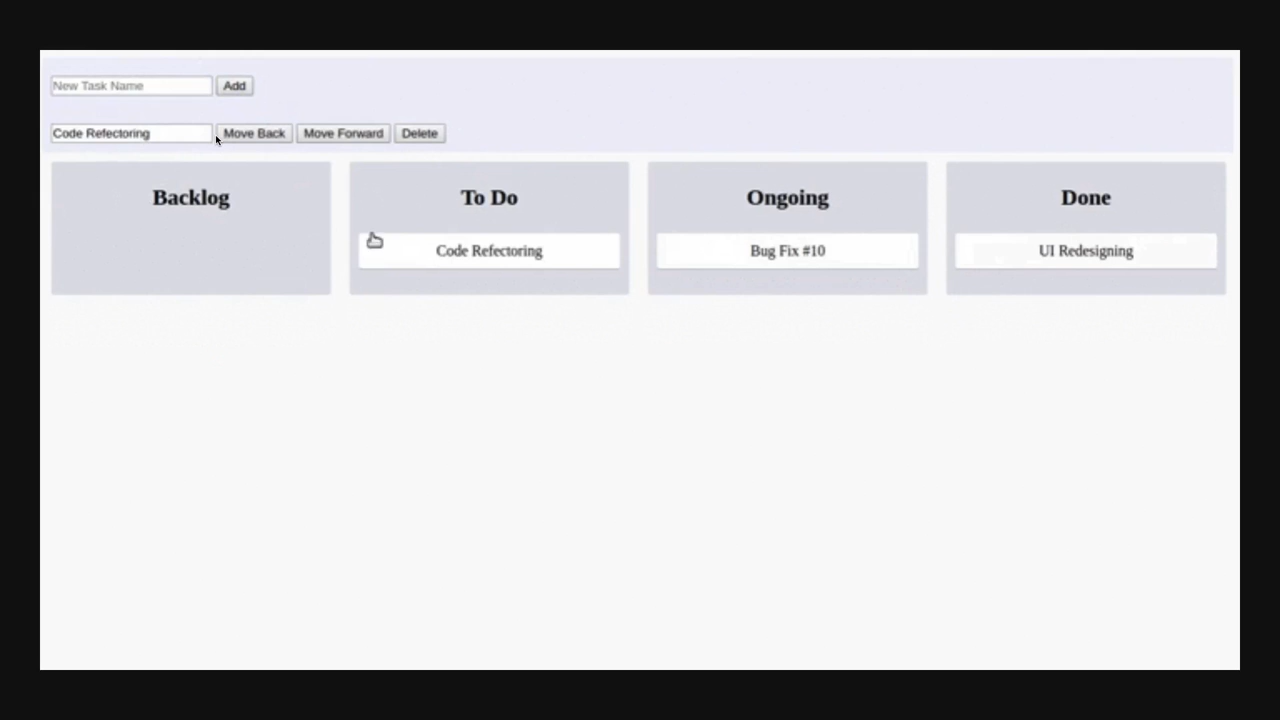 New Task Name Add
Code Refectoring Move Back Move Forward Delete
Backlog To Do Ongoing Done
Code Refectoring Bug Fix #10 UI Redesigning